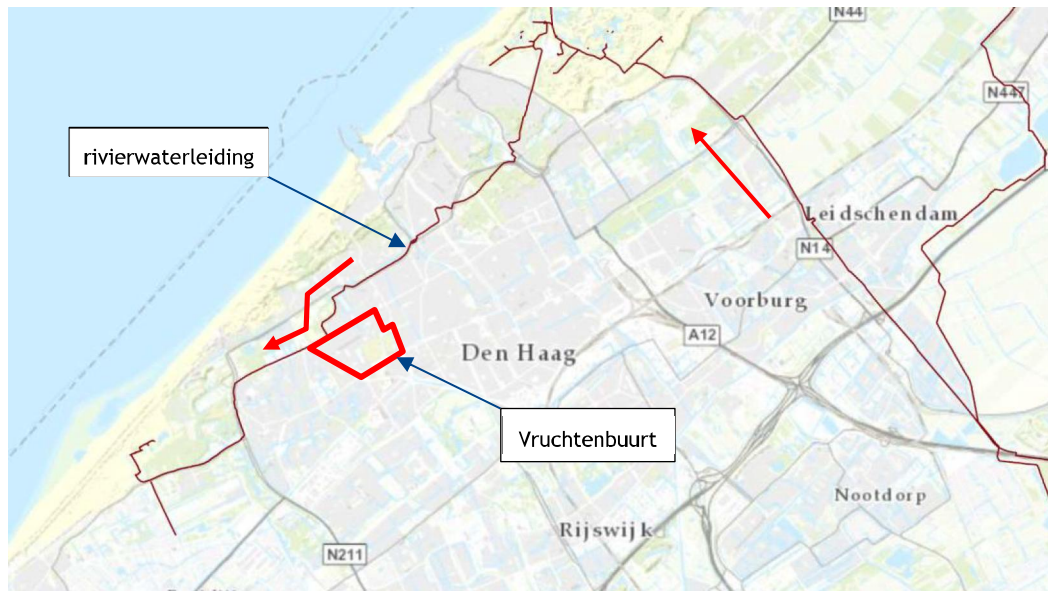 N44
N447
rivierwaterleiding
Leidschendam
N14
Voorburg
A12
Den Haag
Vruchtenbuurt
Nootdorp
Rijswijk
N211